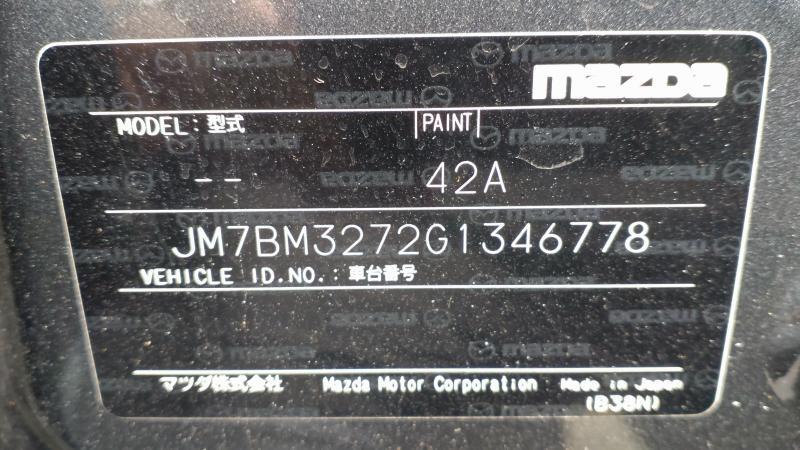 mazda
MODEL: 型式 PAINT
-- 42A
JM7BM3272G1346778
VEHICLE ID.NO.: 車台番号
マツダ株式会社 Mazda Motor Corporation Made in Japan
(B38N)